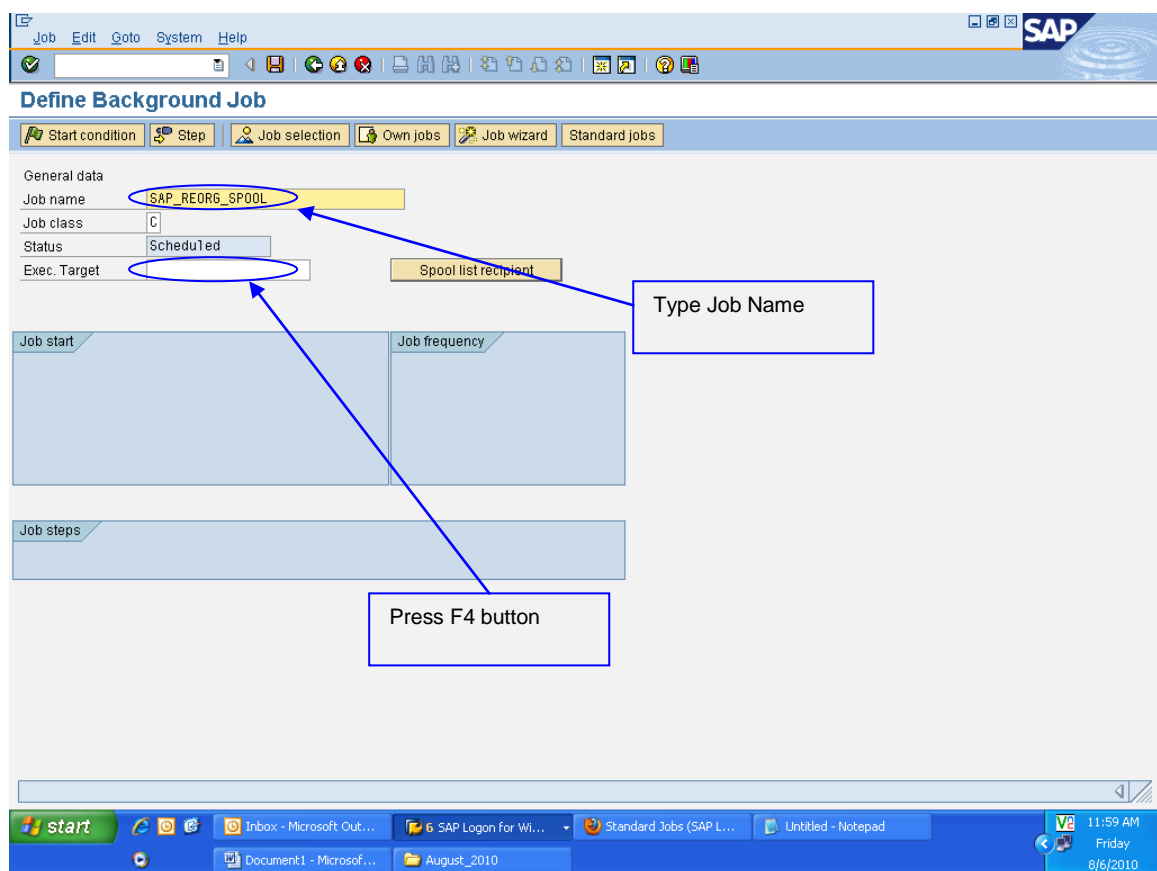 Job Edit Goto System Help
SAP
Define Background Job
Start condition Step Job selection Own jobs Job wizard Standard jobs
General data
Job name SAP_REORG_SPOOL
Job class C
Status Scheduled
Exec. Target Spool list recipient
Type Job Name
Job start Job frequency
Job steps
Press F4 button
start Inbox - Microsoft Out... 6 SAP Logon for Wi... Standard Jobs (SAP L... Untitled - Notepad 11:59 AM
Document1 - Microsof... August_2010 Friday
8/6/2010